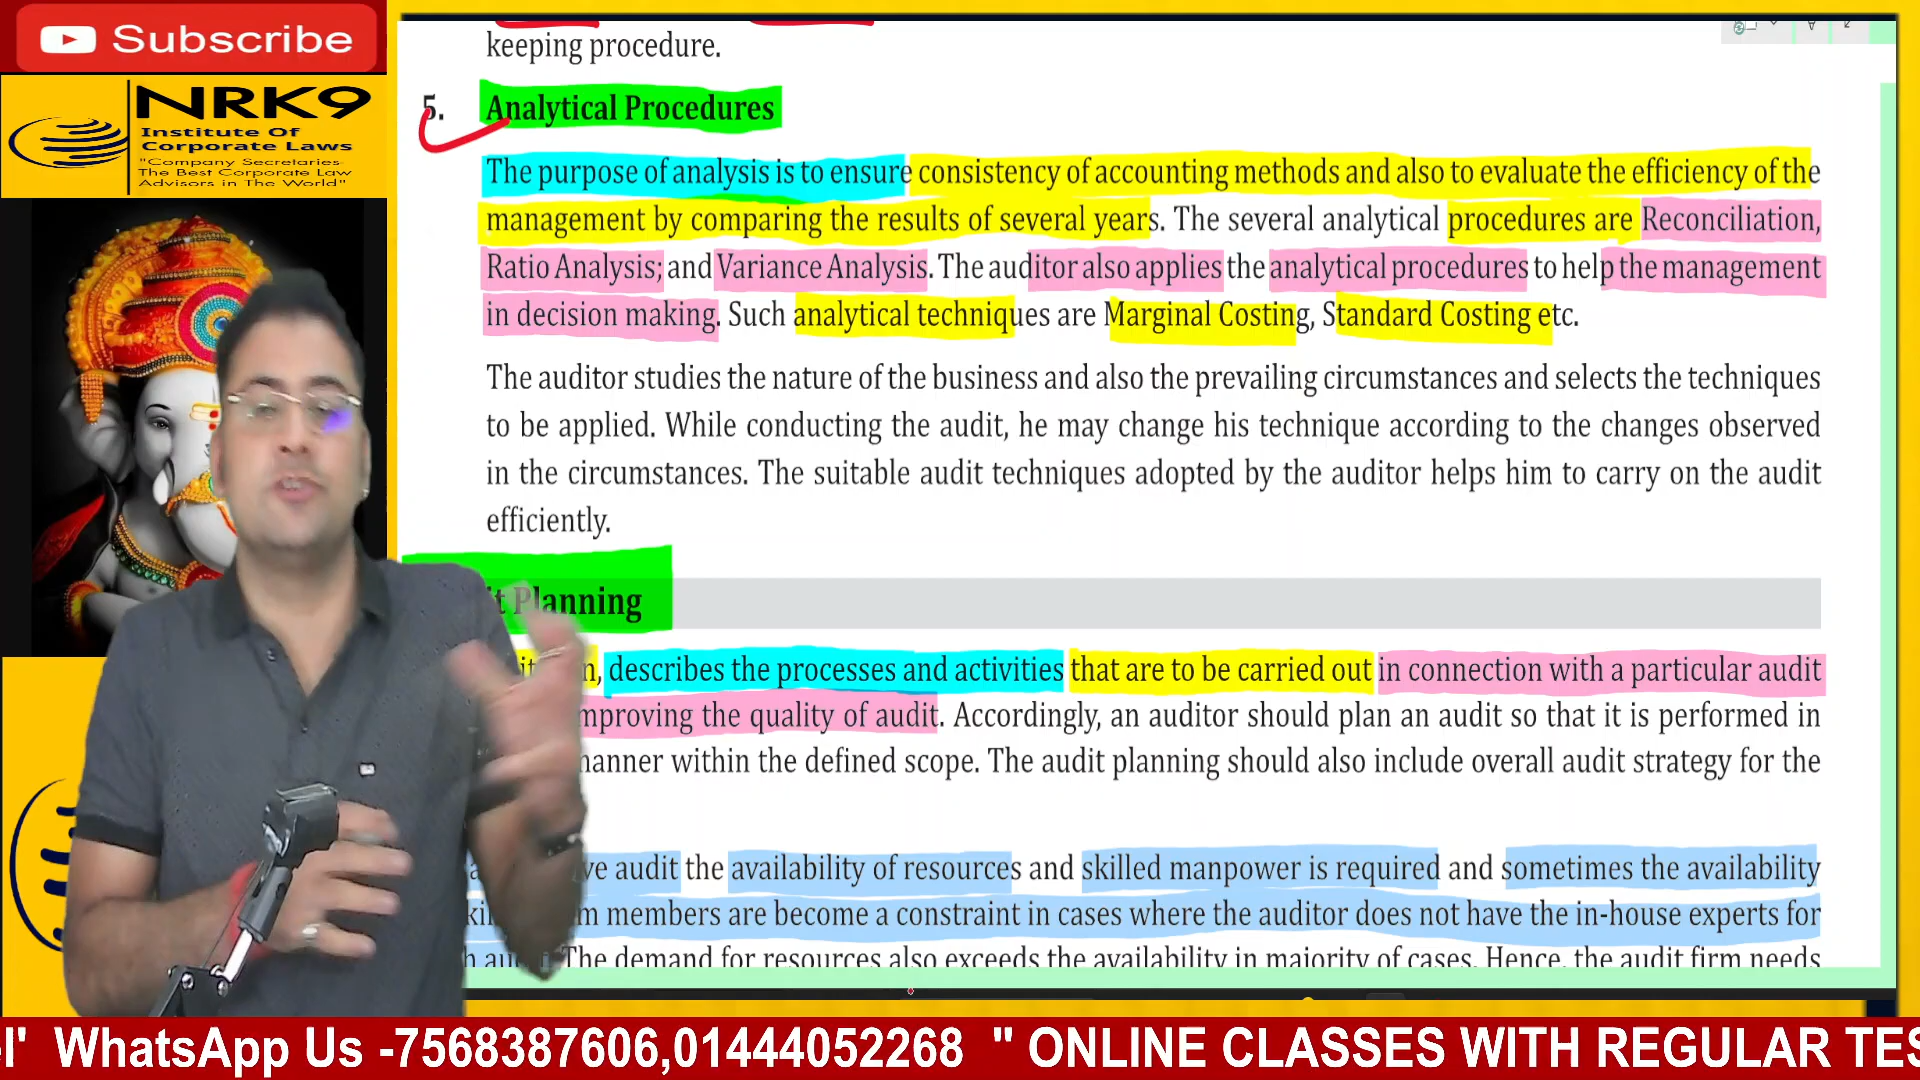 Subscribe
NRK9
Institute Of
Corporate Laws
"Company Secretaries-
The Best Corporate Law
Advisors in The World"
keeping procedure.
5. Analytical Procedures
The purpose of analysis is to ensure consistency of accounting methods and also to evaluate the efficiency of the
management by comparing the results of several years. The several analytical procedures are Reconciliation,
Ratio Analysis; and Variance Analysis. The auditor also applies the analytical procedures to help the management
in decision making. Such analytical techniques are Marginal Costing, Standard Costing etc.
The auditor studies the nature of the business and also the prevailing circumstances and selects the techniques
to be applied. While conducting the audit, he may change his technique according to the changes observed
in the circumstances. The suitable audit techniques adopted by the auditor helps him to carry on the audit
efficiently.
Planning
describes the processes and activities that are to be carried out in connection with a particular audit
improving the quality of audit. Accordingly, an auditor should plan an audit so that it is performed in
manner within the defined scope. The audit planning should also include overall audit strategy for the
audit the availability of resources and skilled manpower is required and sometimes the availability
members are become a constraint in cases where the auditor does not have the in-house experts for
The demand for resources also exceeds the availability in majority of cases. Hence, the audit firm needs
WhatsApp Us -7568387606,01444052268 " ONLINE CLASSES WITH REGULAR TES